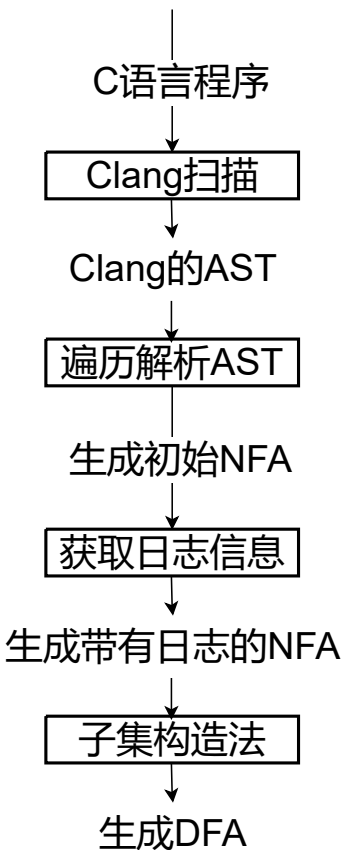 C语言程序
Clang扫描
Clang的AST
遍历解析AST
生成初始NFA
获取日志信息
生成带有日志的NFA
子集构造法
生成DFA